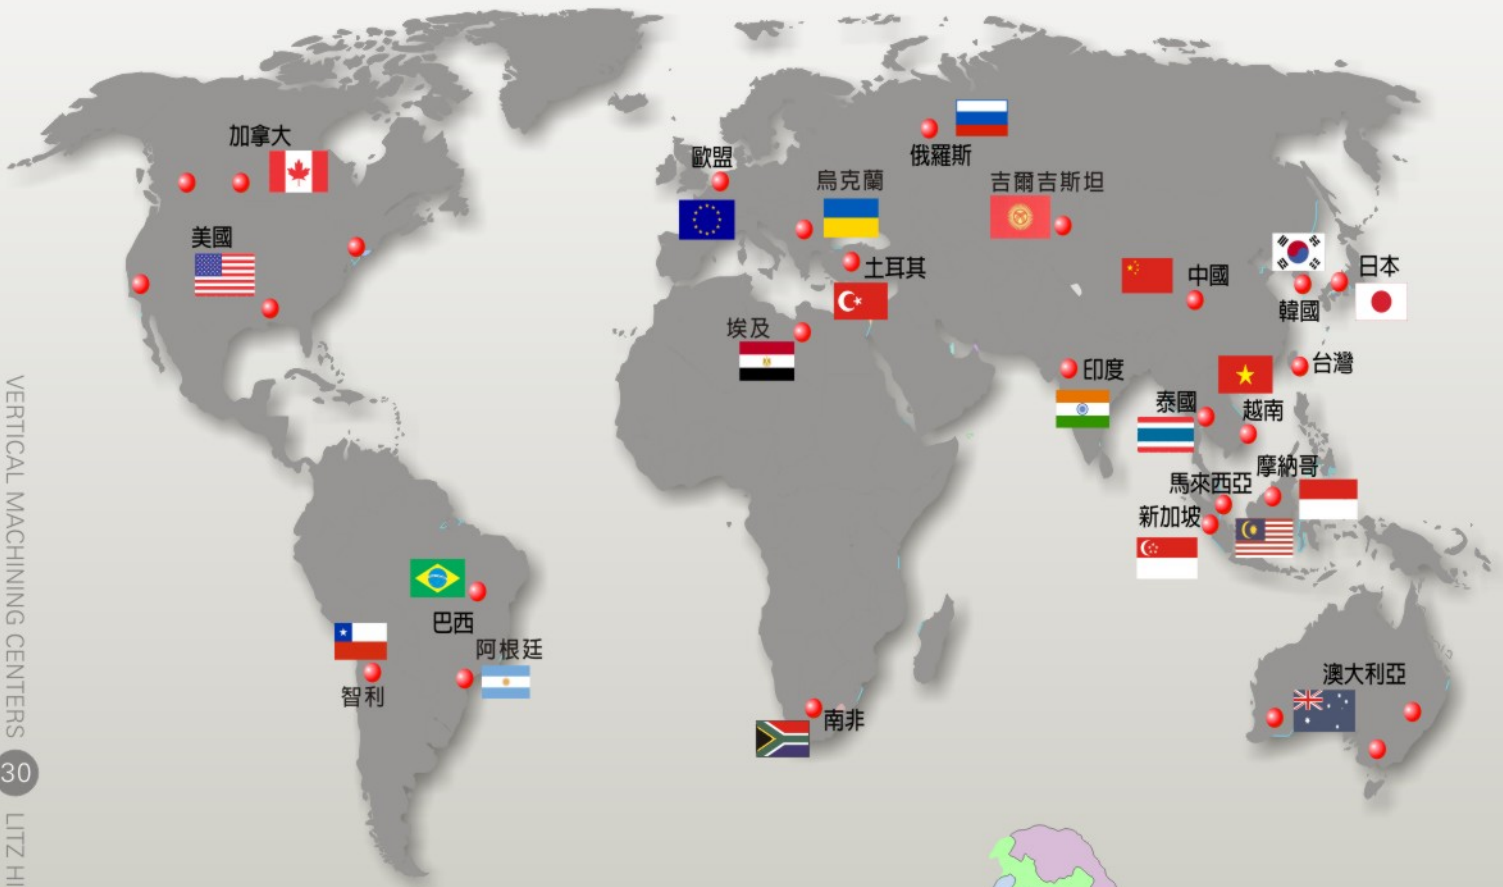 加拿大
美國
歐盟
俄羅斯
烏克蘭
吉爾吉斯坦
土耳其
埃及
中國
韓國
日本
台灣
印度
泰國
越南
摩納哥
馬來西亞
新加坡
巴西
阿根廷
智利
南非
澳大利亞
VERTICAL MACHINING CENTERS
30
LITZ